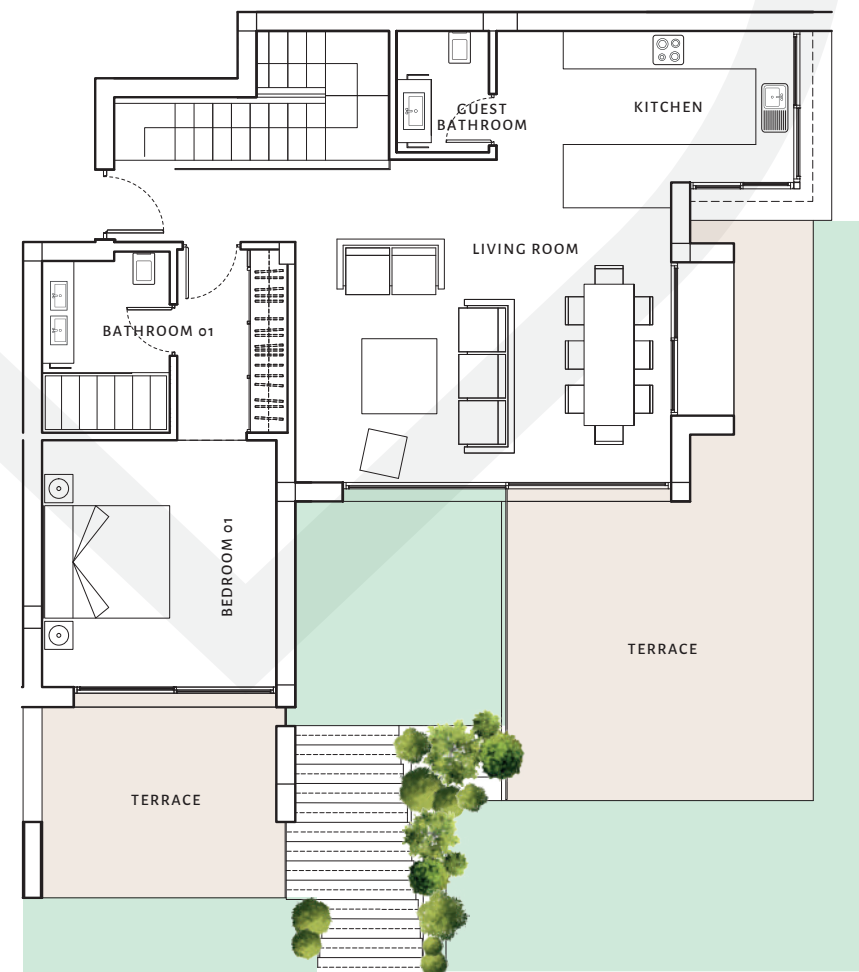 GUEST
BATHROOM
KITCHEN
LIVING ROOM
BATHROOM 01
BEDROOM 01
TERRACE
TERRACE